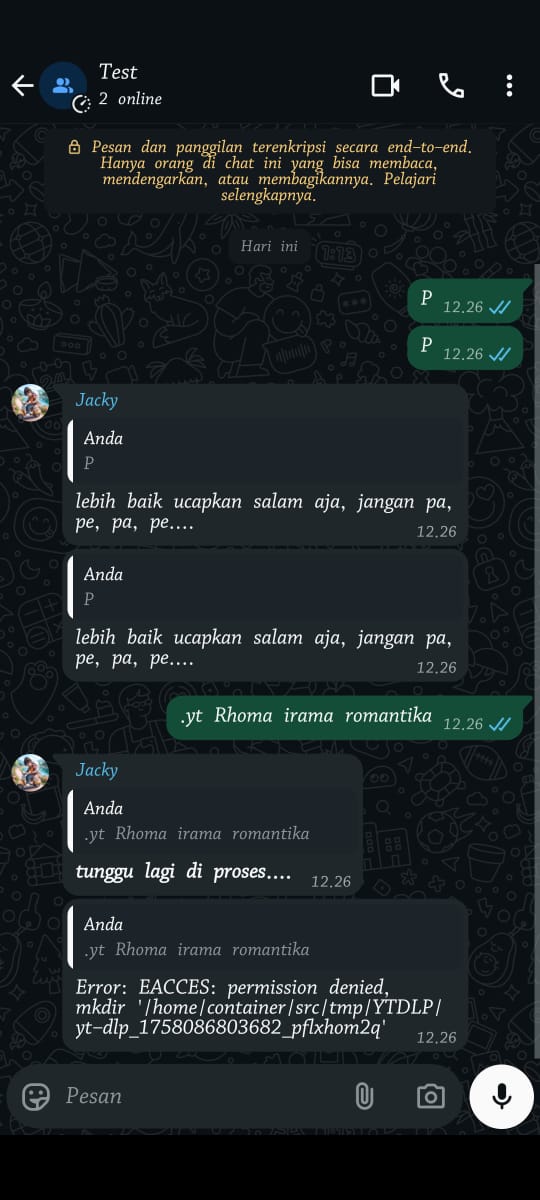 Test
2 online
Pesan dan panggilan terenkripsi secara end-to-end.
Hanya orang di chat ini yang bisa membaca,
mendengarkan, atau membagikannya. Pelajari
selengkapnya.
Hari ini
P 12.26
P 12.26
Jacky
Anda
P
lebih baik ucapkan salam aja, jangan pa,
pe, pa, pe....
12.26
Anda
P
lebih baik ucapkan salam aja, jangan pa,
pe, pa, pe....
12.26
.yt Rhoma irama romantika 12.26
Jacky
Anda
.yt Rhoma irama romantika
tunggu lagi di proses.... 12.26
Anda
.yt Rhoma irama romantika
Error: EACCES: permission denied,
mkdir '/home/container/src/tmp/YTDLP/
yt-dlp_1758086803682_pflxhom2q'
12.26
Pesan